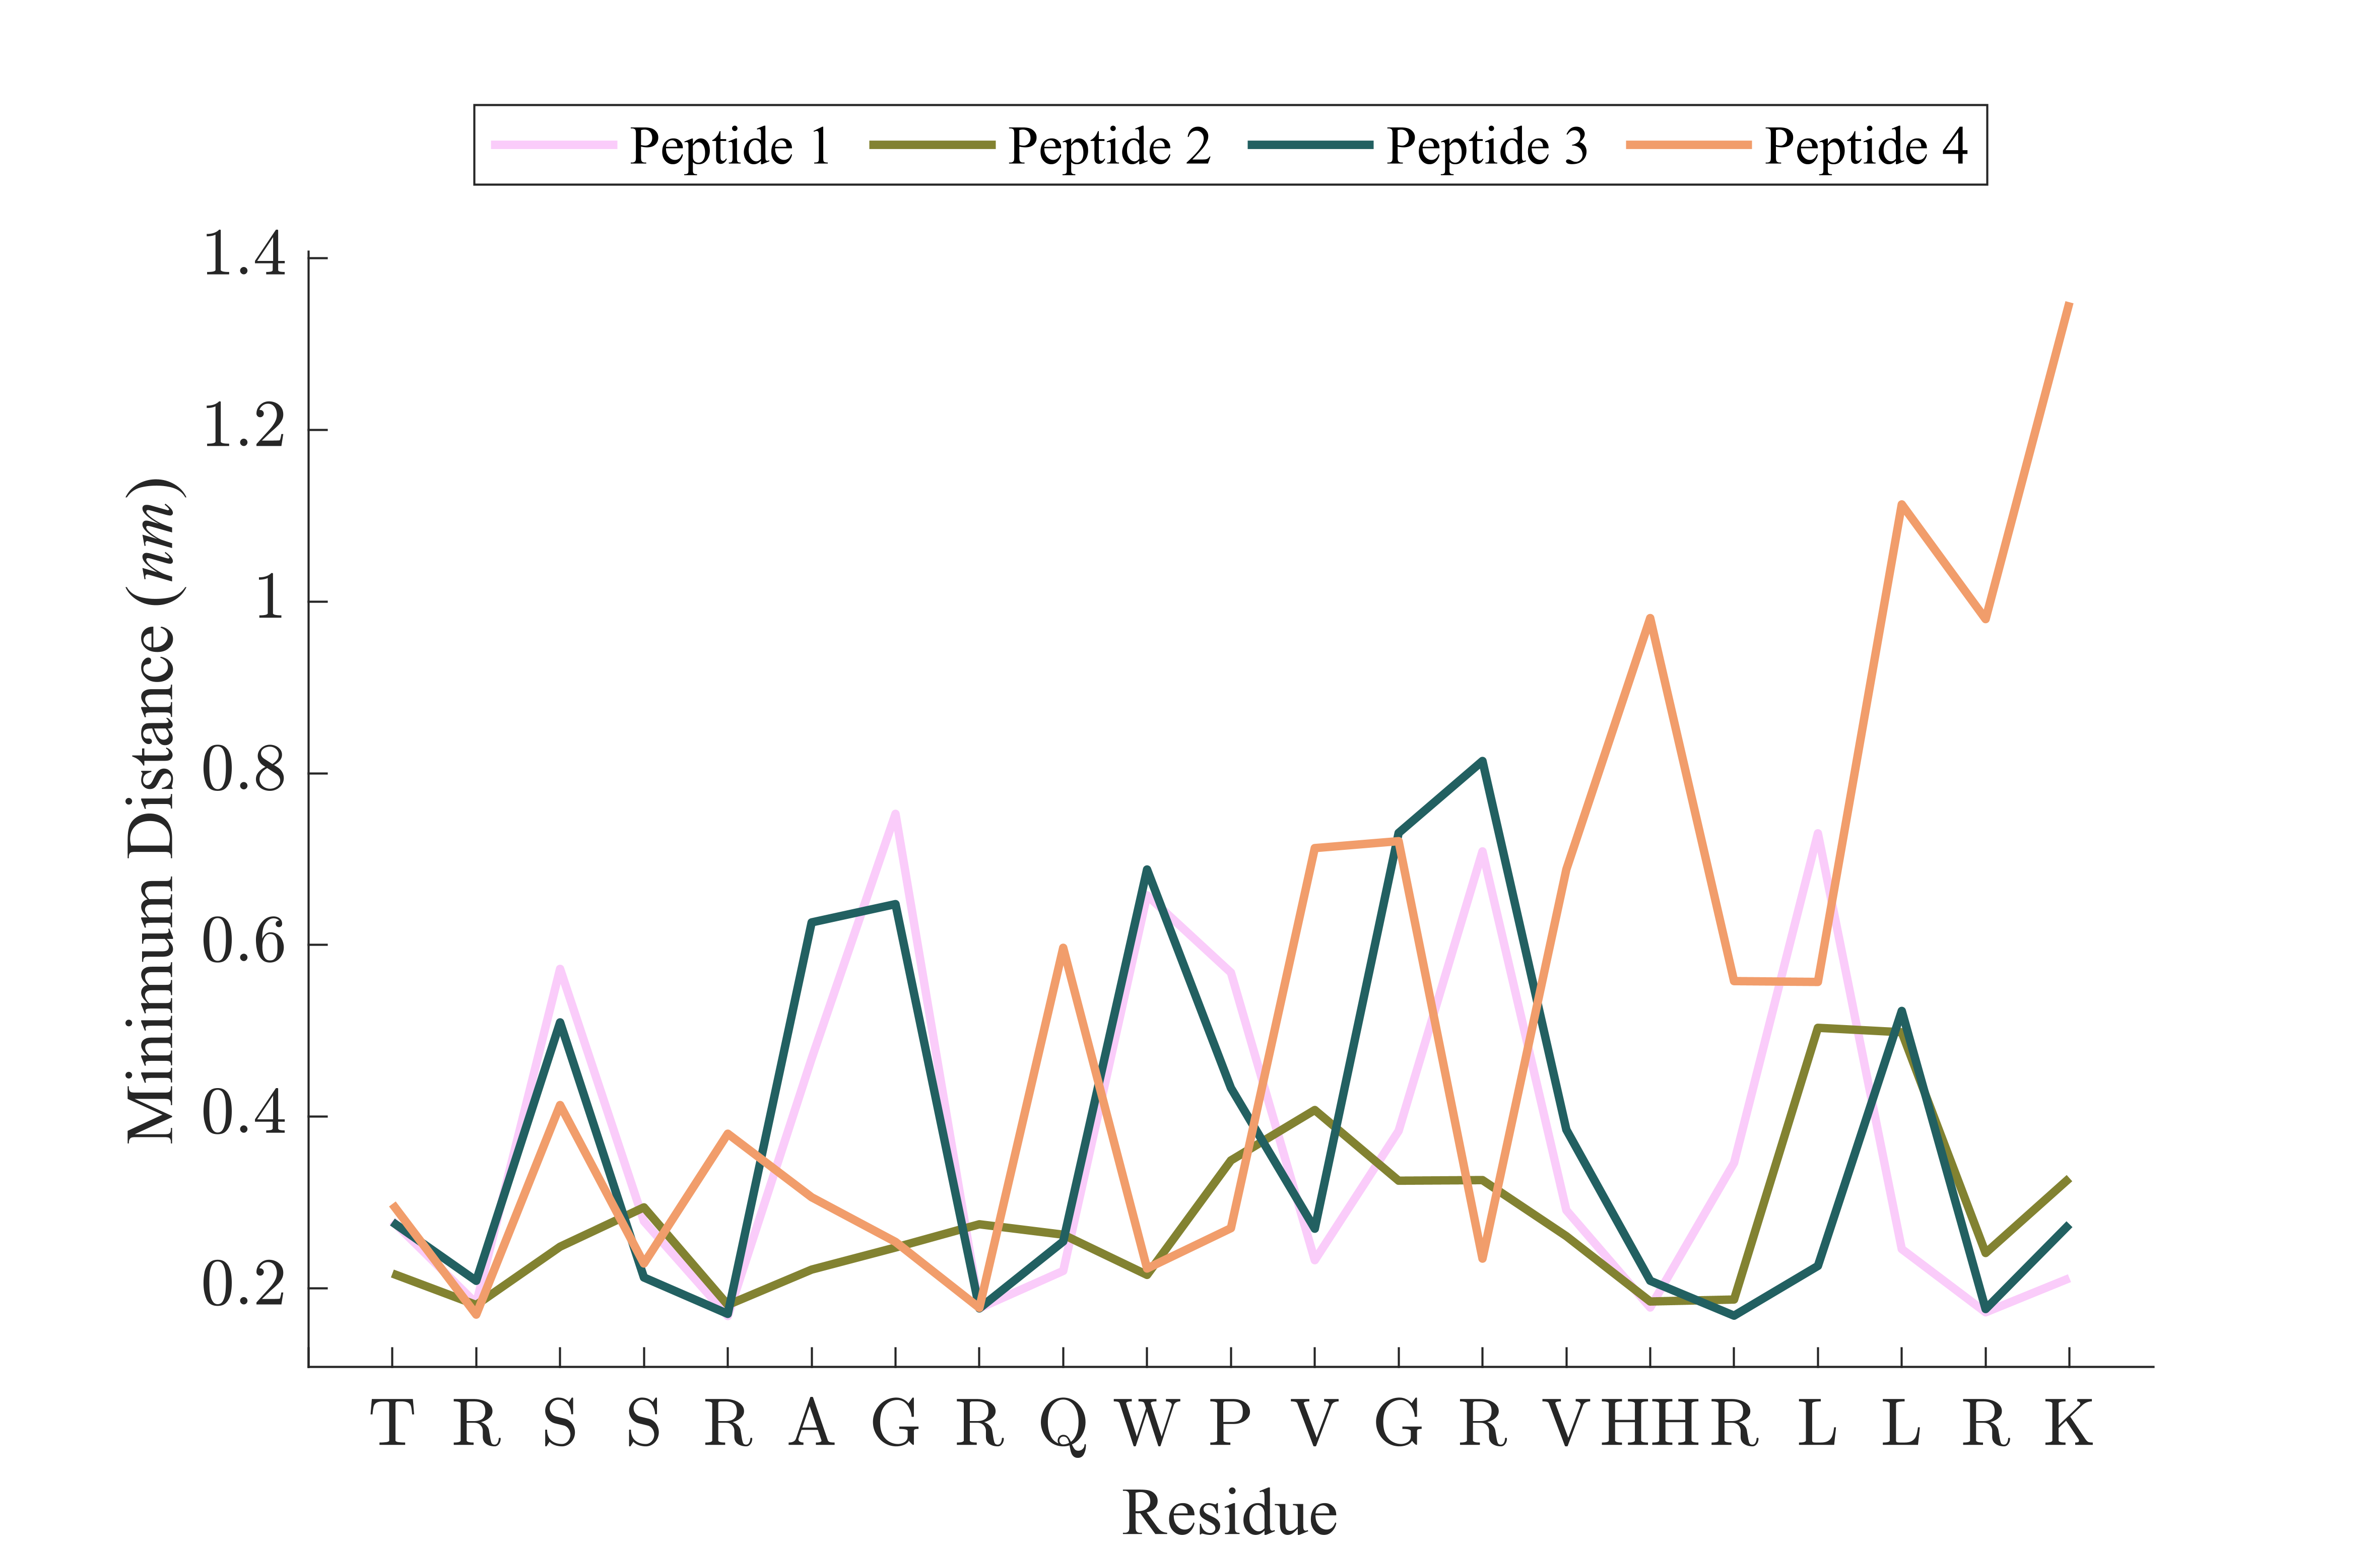 Peptide 1 Peptide 2 Peptide 3 Peptide 4
1.4
1.2
1
0.8
0.6
0.4
0.2
Minimum Distance (nm)
T R S S R A G R Q W P V G R V HH R L L R K
Residue